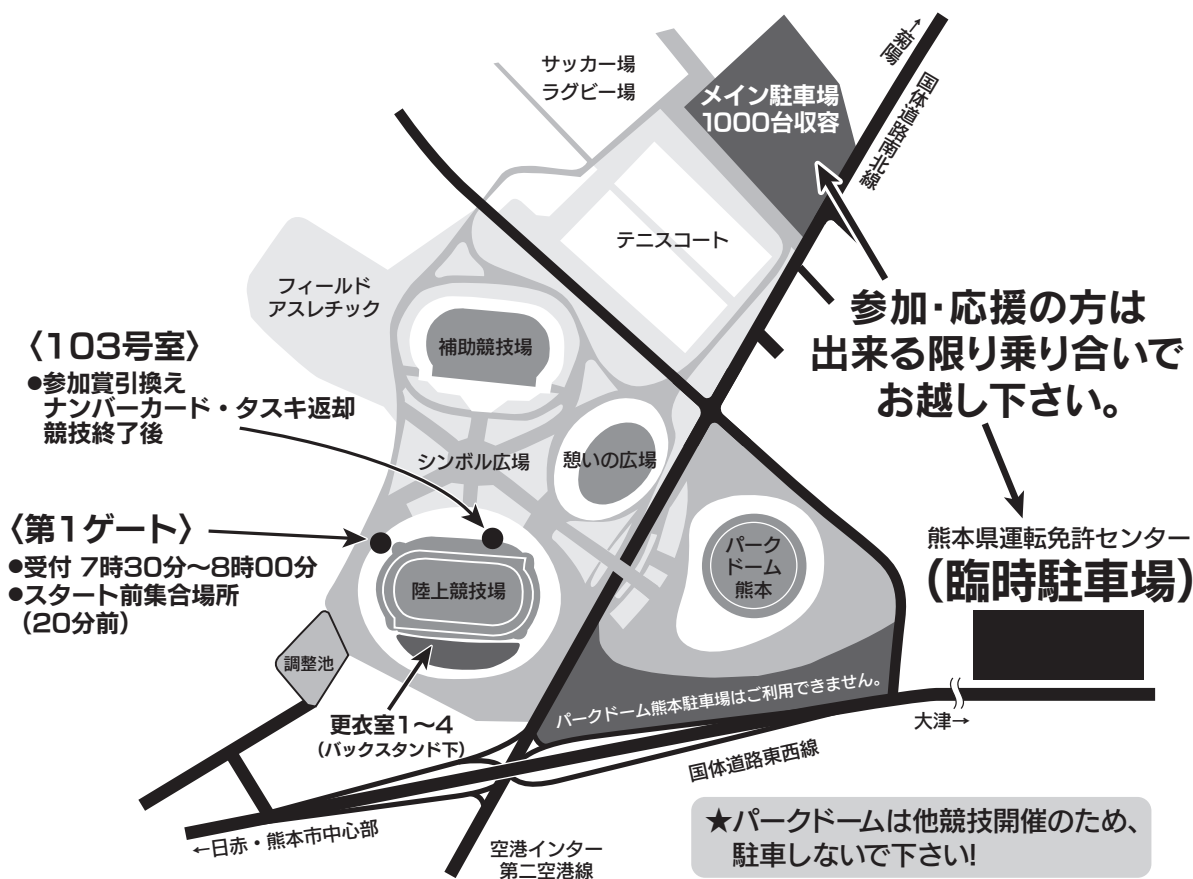 サッカー場
ラグビー場
メイン駐車場
1000台収容
↑菊陽
国体道路南北線
テニスコート
フィールド
アスレチック
参加・応援の方は
出来る限り乗り合いで
お越し下さい。
〈103号室〉
●参加賞引換え
ナンバーカード・タスキ返却
競技終了後
補助競技場
シンボル広場
憩いの広場
〈第1ゲート〉
●受付 7時30分～8時00分
●スタート前集合場所
（20分前）
陸上競技場
パーク
ドーム
熊本
熊本県運転免許センター
（臨時駐車場）
調整池
更衣室1～4
（バックスタンド下）
パークドーム熊本駐車場はご利用できません。
大津→
国体道路東西線
←日赤・熊本市中心部
空港インター
第二空港線
★パークドームは他競技開催のため、
駐車しないで下さい!